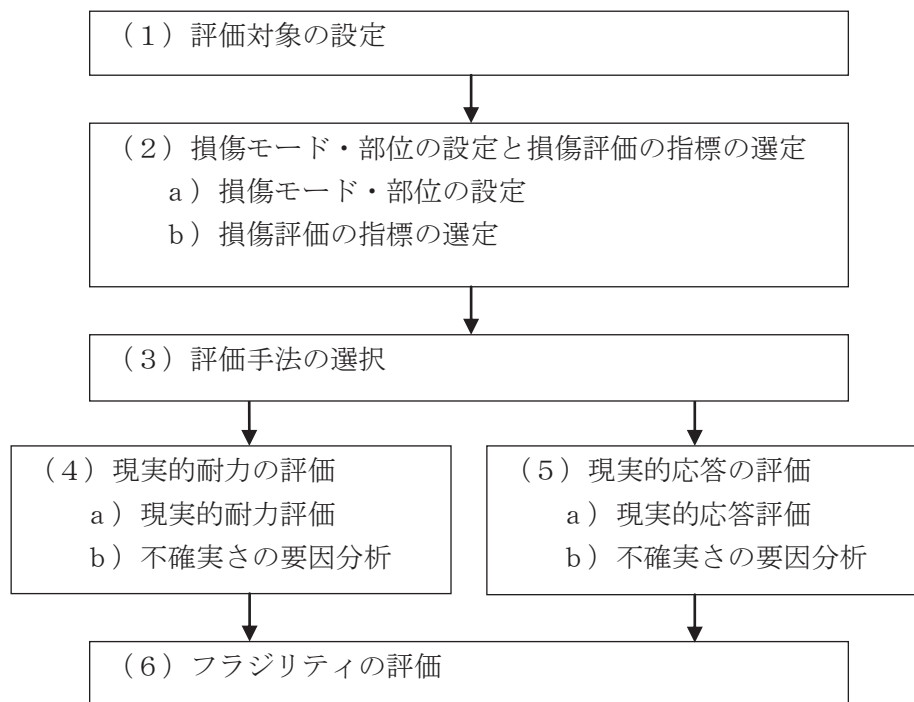 （１）評価対象の設定
（２）損傷モード・部位の設定と損傷評価の指標の選定
ａ）損傷モード・部位の設定
ｂ）損傷評価の指標の選定
（３）評価手法の選択
（４）現実的耐力の評価
ａ）現実的耐力評価
ｂ）不確実さの要因分析
（５）現実的応答の評価
ａ）現実的応答評価
ｂ）不確実さの要因分析
（６）フラジリティの評価